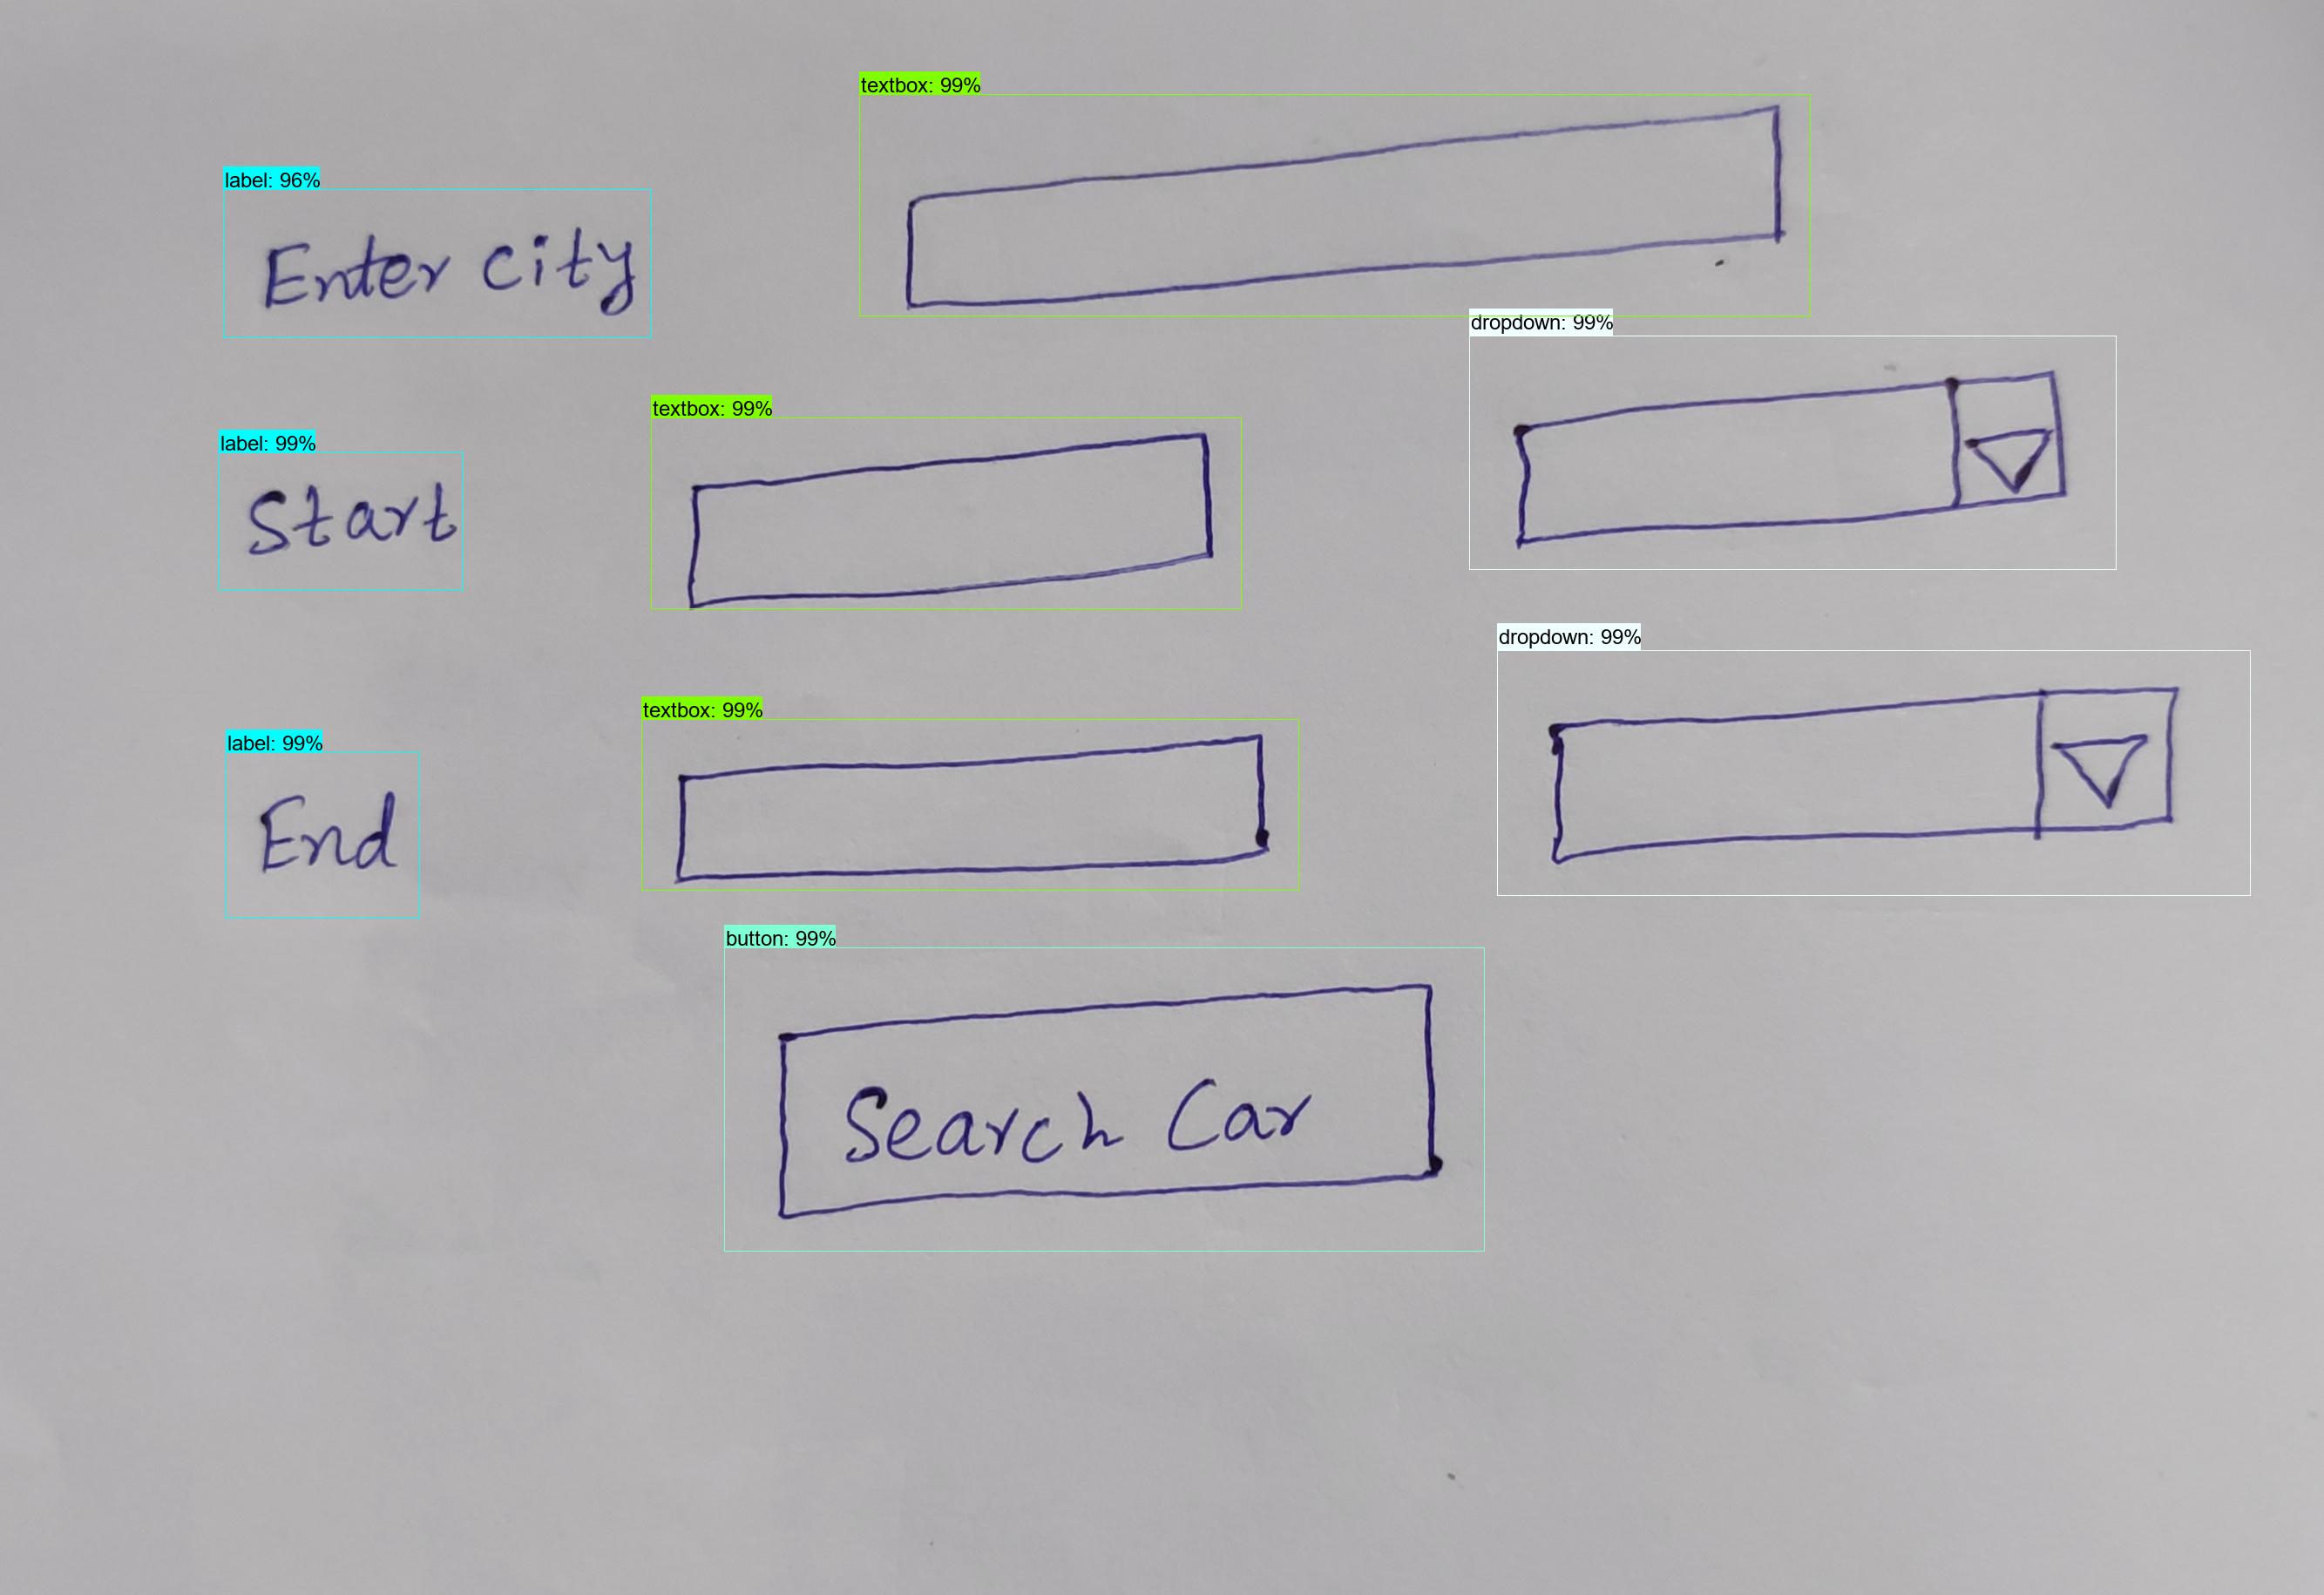 textbox: 99%
label: 96%
Enter city
dropdown: 99%
textbox: 99%
label: 99%
Start
dropdown: 99%
textbox: 99%
label: 99%
End
button: 99%
Search Car